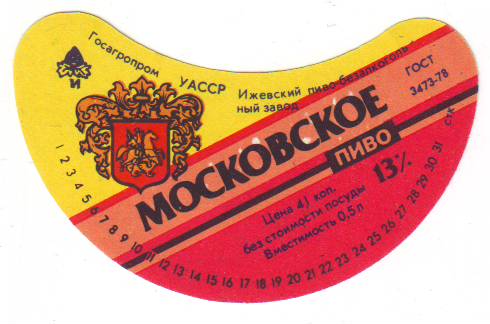 Госагропром УАССР Ижевский пиво-безалкоголь-
ный завод
ГОСТ
3473-78
И
МОСКОВСКОЕ
ПИВО
13%
Цена 41 коп.
без стоимости посуды
Вместимость 0,5 л
1 2 3 4 5 6 7 8 9 10 11 12 13 14 15 16 17 18 19 20 21 22 23 24 25 26 27 28 29 30 31